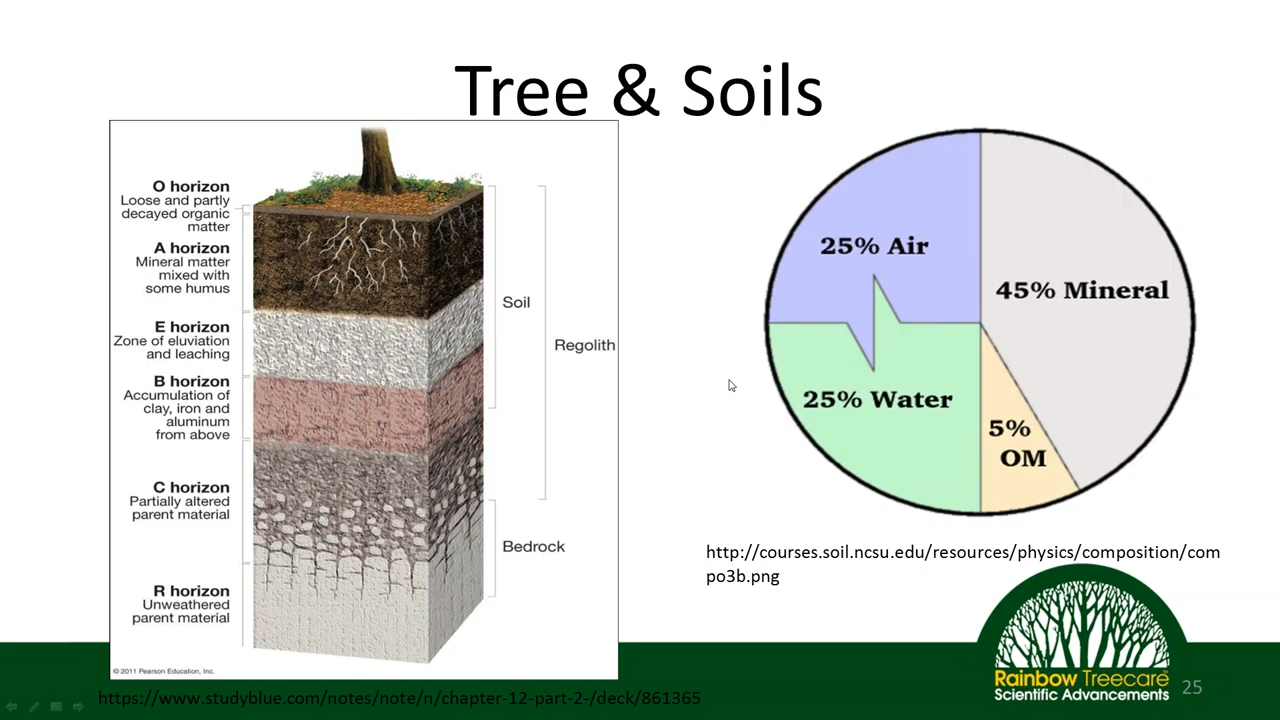 Tree & Soils
O horizon
Loose and partly
decayed organic
matter
A horizon
Mineral matter
mixed with
some humus
E horizon
Zone of eluviation
and leaching
B horizon
Accumulation of
clay, iron and
aluminum
from above
C horizon
Partially altered
parent material
R horizon
Unweathered
parent material
Soil
Regolith
Bedrock
© 2011 Pearson Education, Inc.
https://www.studyblue.com/notes/note/n/chapter-12-part-2-/deck/861365
25% Air
45% Mineral
25% Water
5%
OM
http://courses.soil.ncsu.edu/resources/physics/composition/com
po3b.png
Rainbow Treecare
Scientific Advancements
25